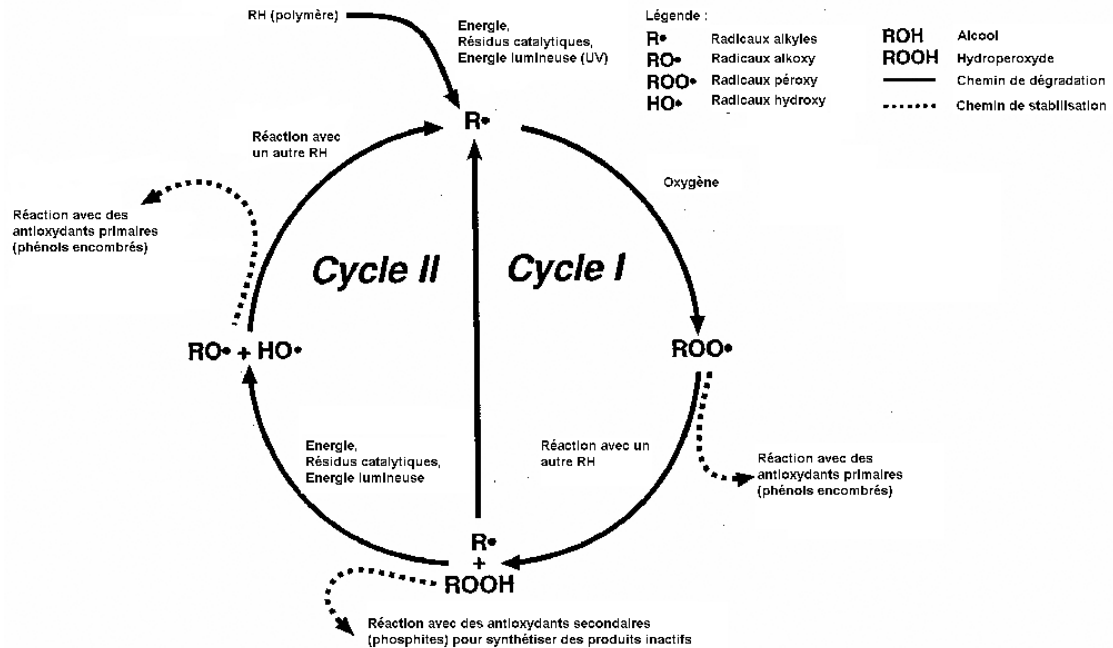 RH (polymère)
Energie,
Résidus catalytiques,
Energie lumineuse (UV)
Légende :
R• Radicaux alkyles
RO• Radicaux alkoxy
ROO• Radicaux péroxy
HO• Radicaux hydroxy
ROH Alcool
ROOH Hydroperoxyde
Chemin de dégradation
Chemin de stabilisation
R•
Réaction avec
un autre RH
Oxygène
Réaction avec des
antioxydants primaires
(phénols encombrés)
Cycle II
Cycle I
RO• + HO•
ROO•
Energie,
Résidus catalytiques,
Energie lumineuse
Réaction avec un
autre RH
Réaction avec des
antioxydants primaires
(phénols encombrés)
R•
+
ROOH
Réaction avec des antioxydants secondaires
(phosphites) pour synthétiser des produits inactifs